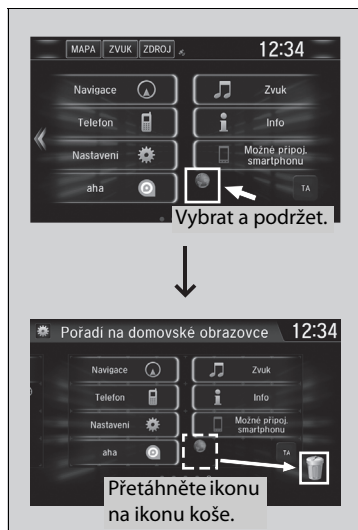 MAPA ZVUK ZDROJ 12:34
Navigace Zvuk
Telefon Info
Nastavení Možné připoj.
smartphonu
aha TA
Vybrat a podržet.
Pořadí na domovské obrazovce 12:34
Navigace Zvuk
Telefon Info
Nastavení Možné připoj.
smartphonu
aha TA
Přetáhněte ikonu
na ikonu koše.